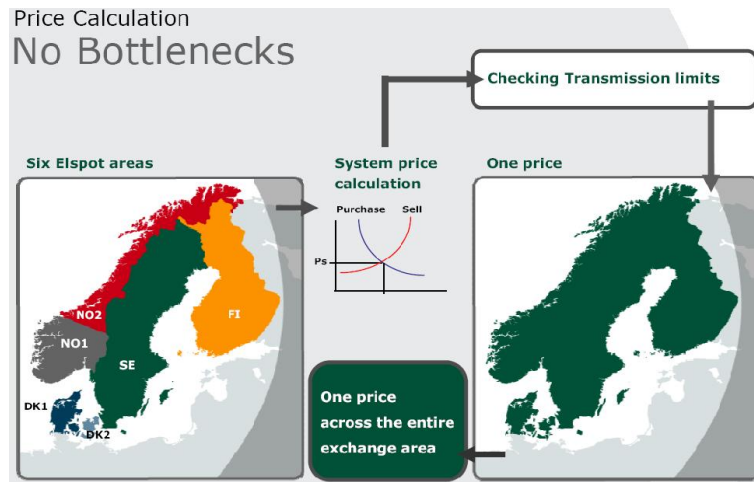 Price Calculation
No Bottlenecks
Checking Transmission limits
Six Elspot areas
System price
calculation
One price
Purchase Sell
Ps
NO2
NO1
FI
SE
DK1
DK2
One price
across the entire
exchange area